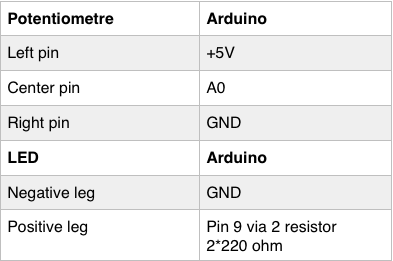 Potentiometre Arduino
Left pin +5V
Center pin A0
Right pin GND
LED Arduino
Negative leg GND
Positive leg Pin 9 via 2 resistor
2*220 ohm